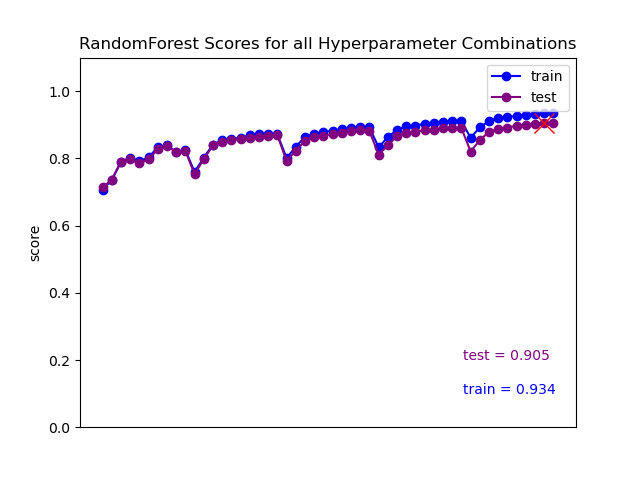 RandomForest Scores for all Hyperparameter Combinations
train
test
1.0
0.8
0.6
0.4
0.2
0.0
score
test = 0.905
train = 0.934